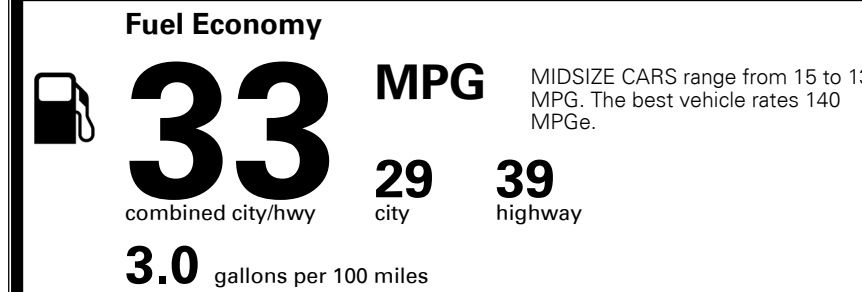 Fuel Economy
33 MPG
MIDSIZE CARS range from 15 to
MPG. The best vehicle rates 140
MPGe.
29 39
combined city/hwy city highway
3.0 gallons per 100 miles